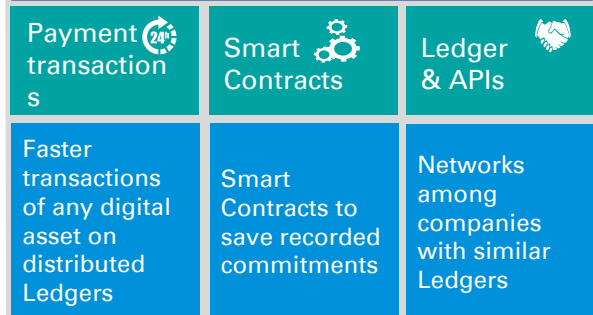 Payment
transaction
s
24h
Smart
Contracts
Ledger
& APIs
Faster
transactions
of any digital
asset on
distributed
Ledgers
Smart
Contracts to
save recorded
commitments
Networks
among
companies
with similar
Ledgers